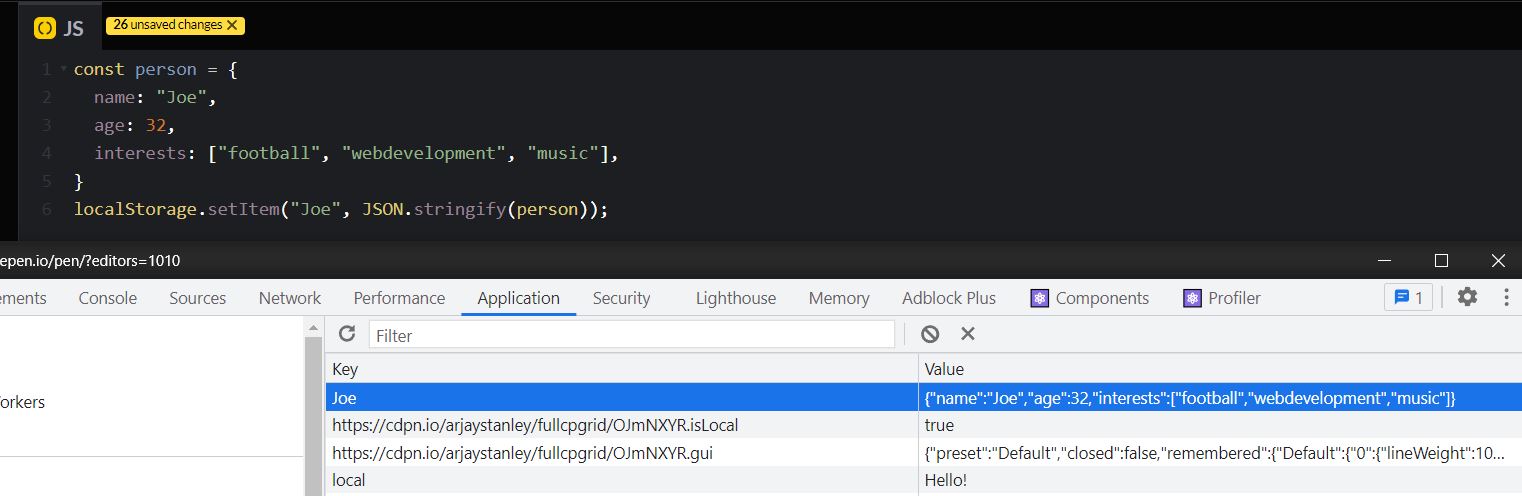 JS 26 unsaved changes ✕
1 const person = {
2 name: "Joe",
3 age: 32,
4 interests: ["football", "webdevelopment", "music"],
5 }
6 localStorage.setItem("Joe", JSON.stringify(person));
epen.io/pen/?editors=1010
ements Console Sources Network Performance Application Security Lighthouse Memory Adblock Plus Components Profiler 1
Filter
Key Value
Joe {"name":"Joe","age":32,"interests":["football","webdevelopment","music"]}
orkers
https://cdpn.io/arjaystanley/fullcpgrid/OJmNXYR.isLocal true
https://cdpn.io/arjaystanley/fullcpgrid/OJmNXYR.gui {"preset":"Default","closed":false,"remembered":{"Default":{"0":{"lineWeight":10...
local Hello!